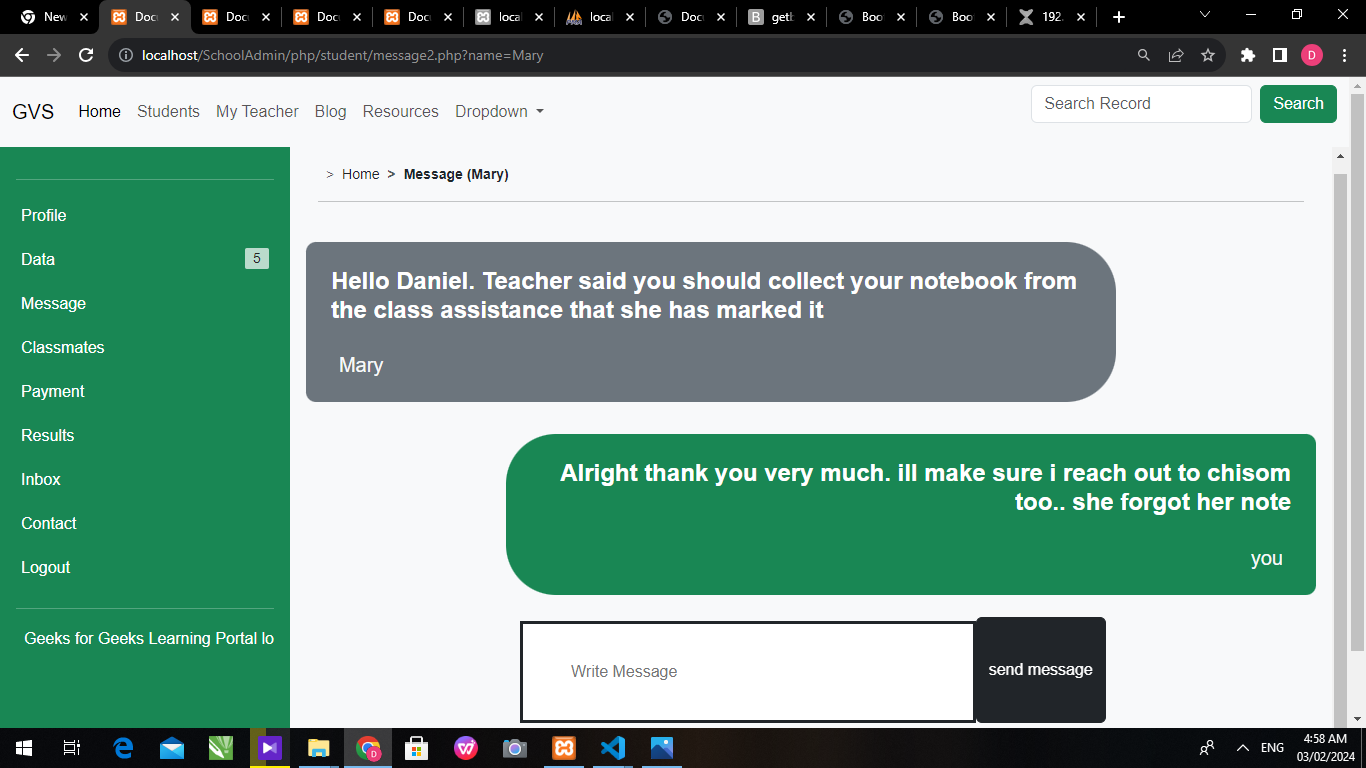 New
Doc
Doc
Doc
Doc
local
local
Doc
getb
Boo
Boo
192.
localhost/SchoolAdmin/php/student/message2.php?name=Mary
D
GVS
Home
Students
My Teacher
Blog
Resources
Dropdown
Search Record
Search
> Home > Message (Mary)
Profile
Data
5
Message
Classmates
Payment
Results
Inbox
Contact
Logout
Geeks for Geeks Learning Portal lo
Hello Daniel. Teacher said you should collect your notebook from
the class assistance that she has marked it
Mary
Alright thank you very much. ill make sure i reach out to chisom
too.. she forgot her note
you
Write Message
send message
ENG
4:58 AM
03/02/2024